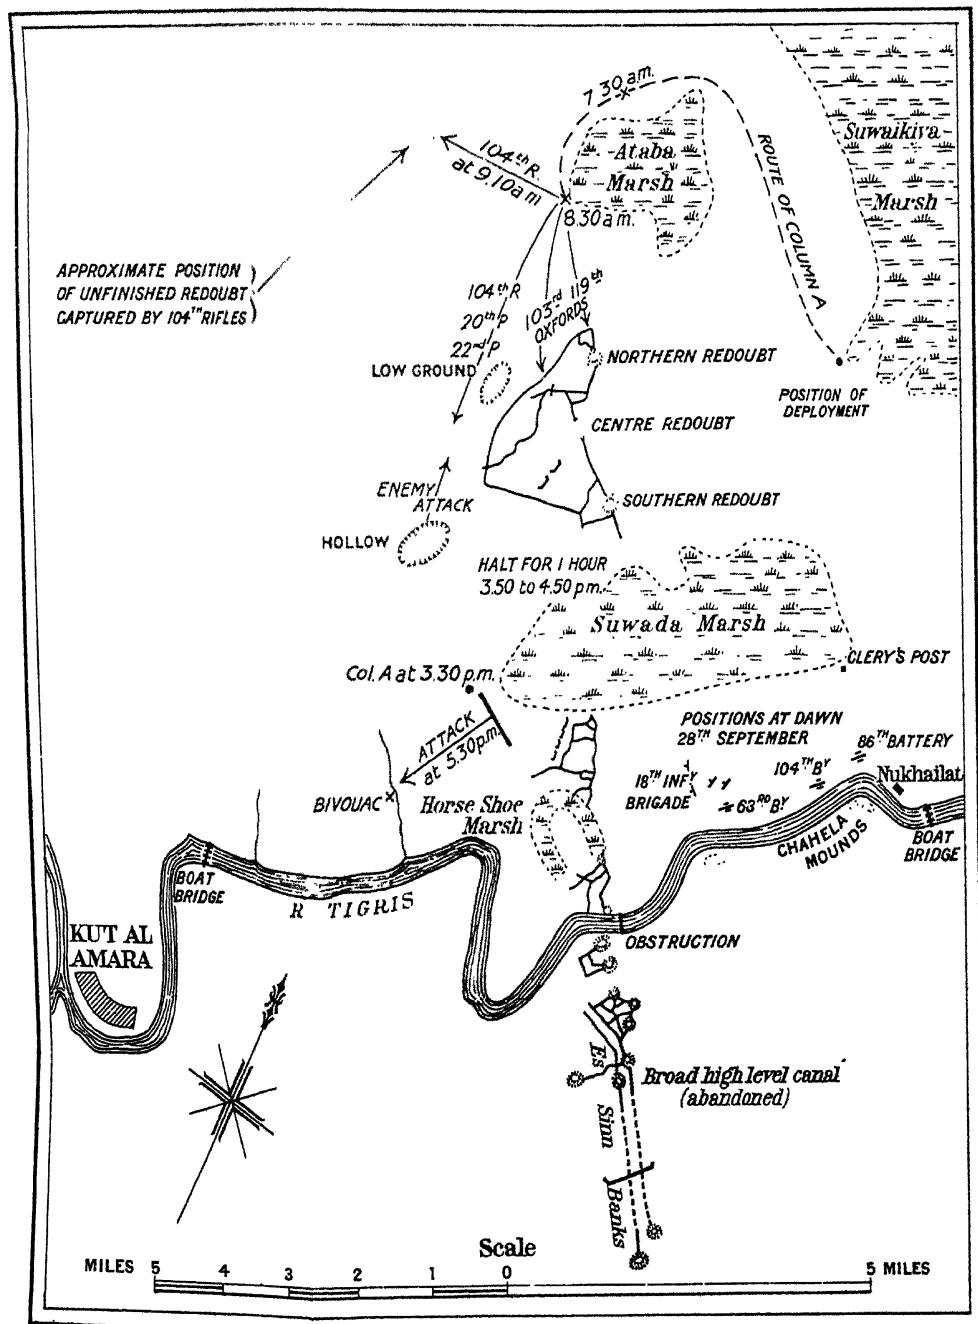 7 30 a.m.
Suwaikiya
Marsh
Ataba
Marsh
ROUTE OF COLUMN A
104th R.
at 9.10am
8.30a.m.
APPROXIMATE POSITION
OF UNFINISHED REDOUBT
CAPTURED BY 104TH RIFLES
104th R
20th P
22nd P
103rd 119th
OXFORDS
LOW GROUND
NORTHERN REDOUBT
POSITION OF
DEPLOYMENT
CENTRE REDOUBT
ENEMY
ATTACK
SOUTHERN REDOUBT
HOLLOW
HALT FOR 1 HOUR
3.50 to 4.50 p.m.
Suwada Marsh
CLERY'S POST
Col. A at 3.30 p.m.
ATTACK
at 5.30p.m.
POSITIONS AT DAWN
28TH SEPTEMBER
86TH BATTERY
18TH INFY
BRIGADE
104TH BY
63RD BY
Nukhailat
BIVOUAC
Horse Shoe
Marsh
CHAHELA
MOUNDS
BOAT
BRIDGE
BOAT
BRIDGE
R TIGRIS
KUT AL
AMARA
OBSTRUCTION
Es Sinn Banks
Broad high level canal
(abandoned)
Scale
MILES 5 4 3 2 1 0 5 MILES